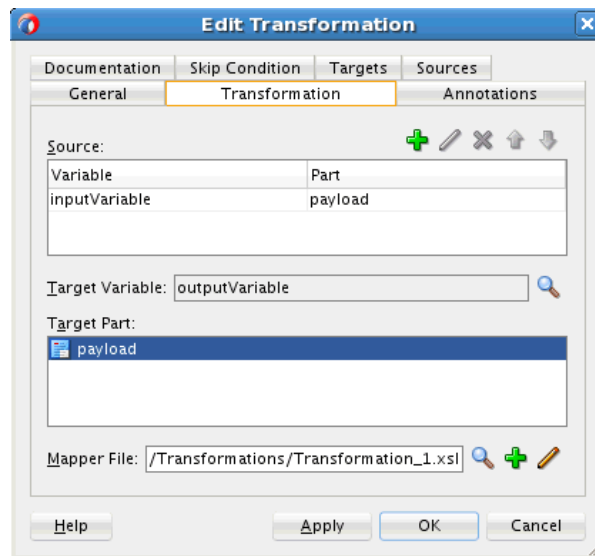 Edit Transformation
Documentation Skip Condition Targets Sources
General Transformation Annotations
Source:
Variable Part
inputVariable payload
Target Variable: outputVariable
Target Part:
payload
Mapper File: /Transformations/Transformation_1.xsl
Help Apply OK Cancel